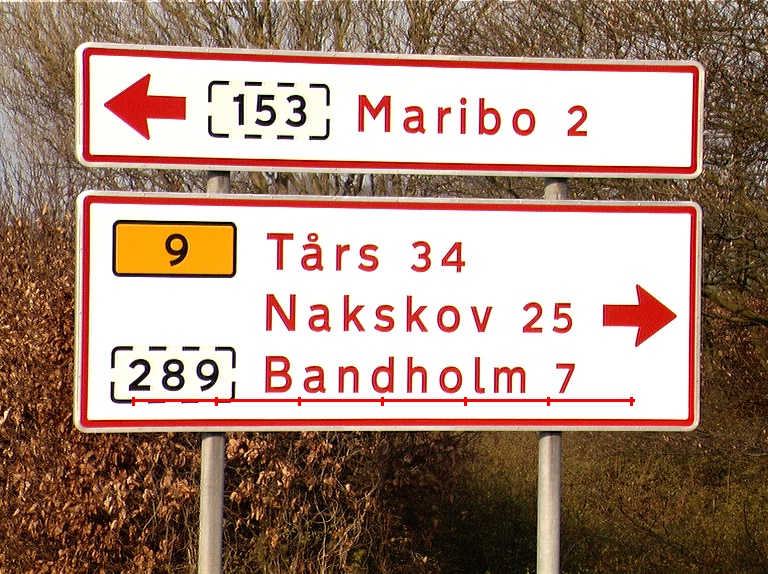 153 Maribo 2
9 Tårs 34
Nakskov 25
289 Bandholm 7